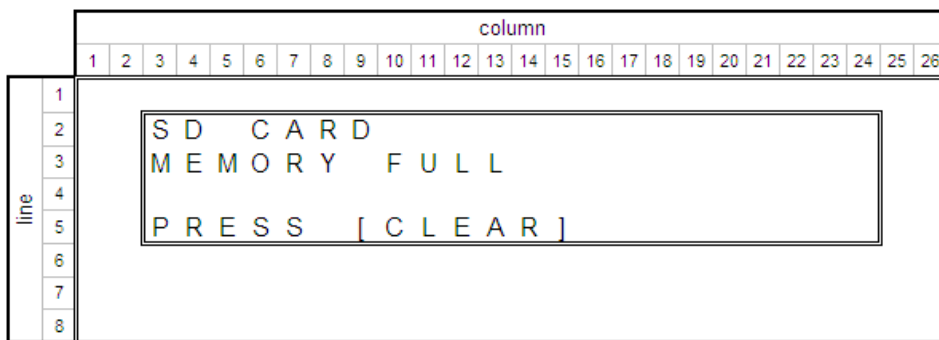 column
1 2 3 4 5 6 7 8 9 10 11 12 13 14 15 16 17 18 19 20 21 22 23 24 25 26
line
1
2 SD CARD
3 MEMORY FULL
4
5 PRESS [CLEAR]
6
7
8